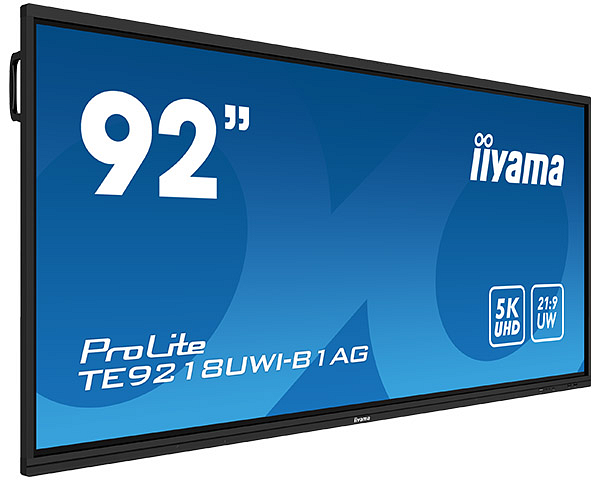 92”
iiyama
5K
UHD
21:9
UW
ProLite
TE9218UWI-B1AG
iiyama